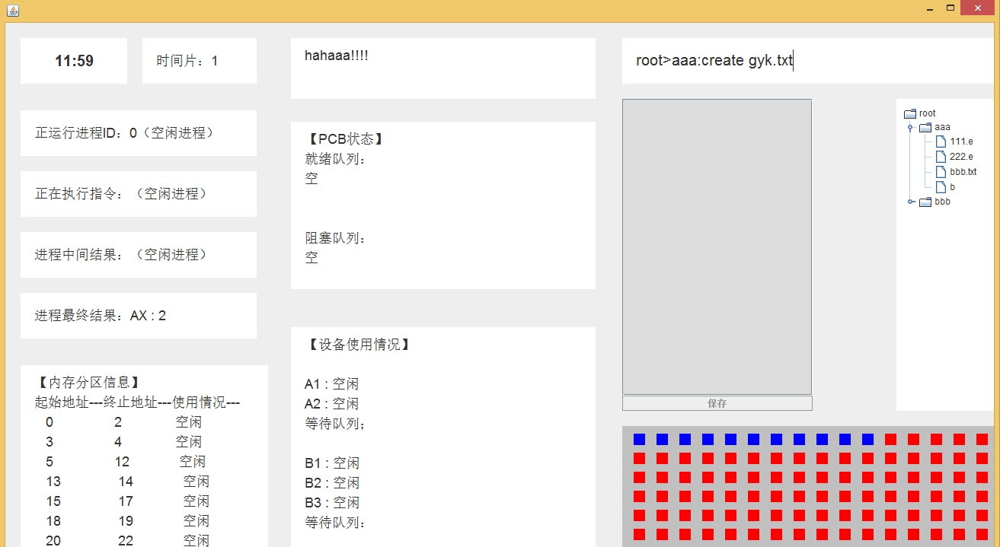 11:59
时间片：1
正运行进程ID：0（空闲进程）
正在执行指令：（空闲进程）
进程中间结果：（空闲进程）
进程最终结果：AX : 2
【内存分区信息】
起始地址---终止地址---使用情况---
0 2 空闲
3 4 空闲
5 12 空闲
13 14 空闲
15 17 空闲
18 19 空闲
20 22 空闲
hahaaa!!!!
【PCB状态】
就绪队列：
空
阻塞队列：
空
【设备使用情况】
A1 : 空闲
A2 : 空闲
等待队列；
B1 : 空闲
B2 : 空闲
B3 : 空闲
等待队列：
root>aaa:create gyk.txt
保存
root
aaa
111.e
222.e
bbb.txt
b
bbb